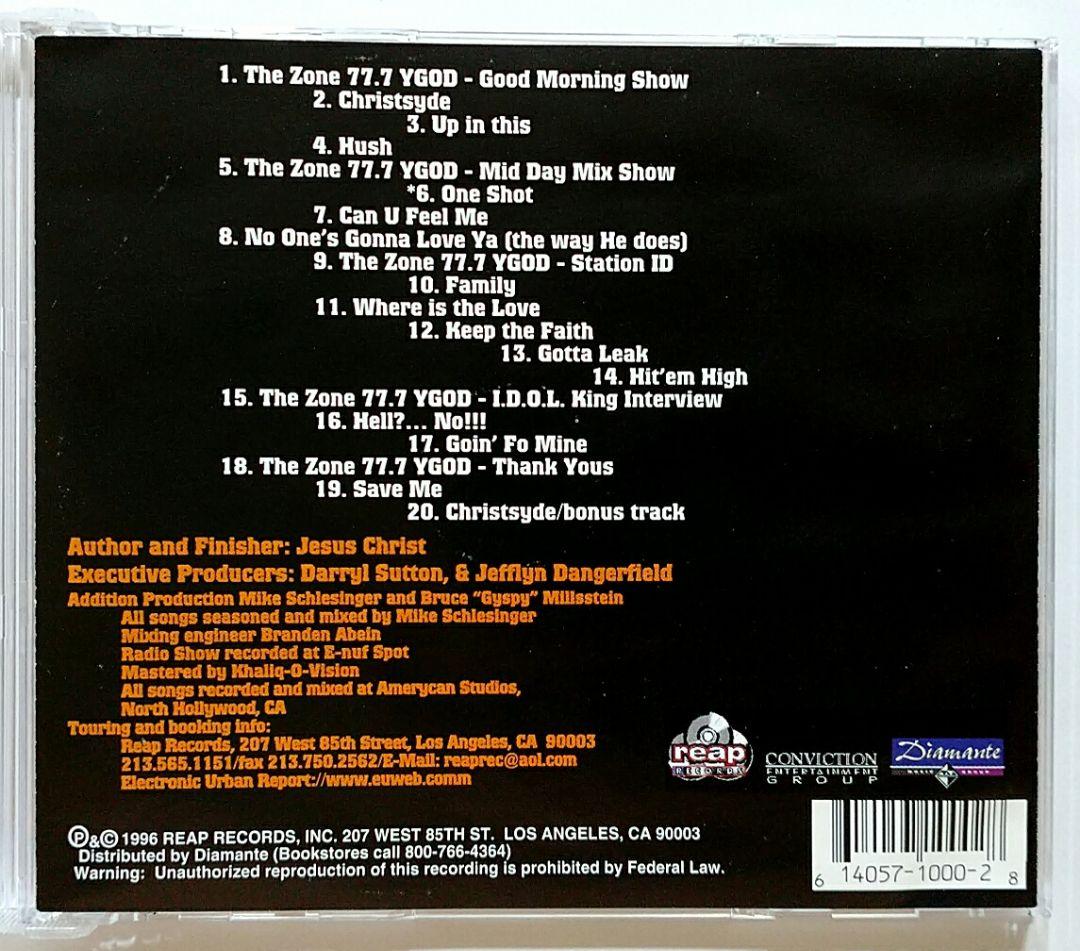 1. The Zone 77.7 YGOD - Good Morning Show
2. Christsyde
3. Up in this
4. Hush
5. The Zone 77.7 YGOD - Mid Day Mix Show
*6. One Shot
7. Can U Feel Me
8. No One's Gonna Love Ya (the way He does)
9. The Zone 77.7 YGOD - Station ID
10. Family
11. Where is the Love
12. Keep the Faith
13. Gotta Leak
14. Hit'em High
15. The Zone 77.7 YGOD - I.D.O.L. King Interview
16. Hell?... No!!!
17. Goin' Fo Mine
18. The Zone 77.7 YGOD - Thank Yous
19. Save Me
20. Christsyde/bonus track
Author and Finisher: Jesus Christ
Executive Producers: Darryl Sutton, & Jefflyn Dangerfield
Addition Production Mike Schlesinger and Bruce "Gyspy" Millsstein
All songs seasoned and mixed by Mike Schlesinger
Mixing engineer Branden Abein
Radio Show recorded at E-nuf Spot
Mastered by Khaliq-O-Vision
All songs recorded and mixed at Amerycan Studios,
North Hollywood, CA
Touring and booking info:
Reap Records, 207 West 85th Street, Los Angeles, CA 90003
213.565.1151/fax 213.750.2562/E-Mail: reaprec@aol.com
Electronic Urban Report://www.euweb.comm
reap
RECORDS
CONVICTION
ENTERTAINMENT
GROUP
Diamante
MUSIC GROUP
Ⓟ&© 1996 REAP RECORDS, INC. 207 WEST 85TH ST. LOS ANGELES, CA 90003
Distributed by Diamante (Bookstores call 800-766-4364)
Warning: Unauthorized reproduction of this recording is prohibited by Federal Law.
6 14057-1000-2 8